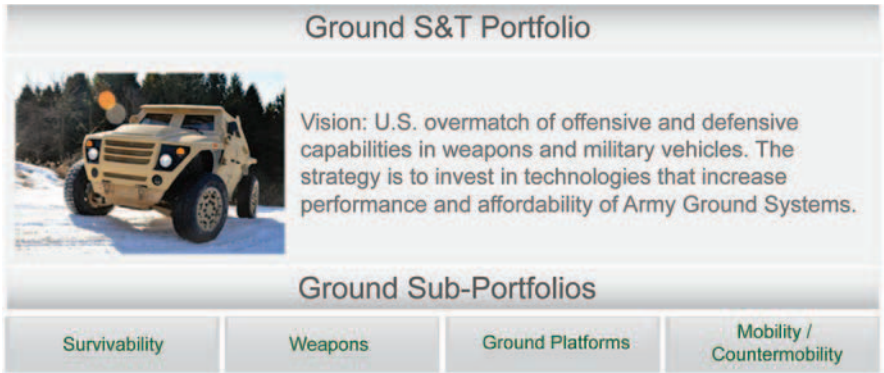 Ground S&T Portfolio
Vision: U.S. overmatch of offensive and defensive
capabilities in weapons and military vehicles. The
strategy is to invest in technologies that increase
performance and affordability of Army Ground Systems.
Ground Sub-Portfolios
Survivability
Weapons
Ground Platforms
Mobility /
Countermobility